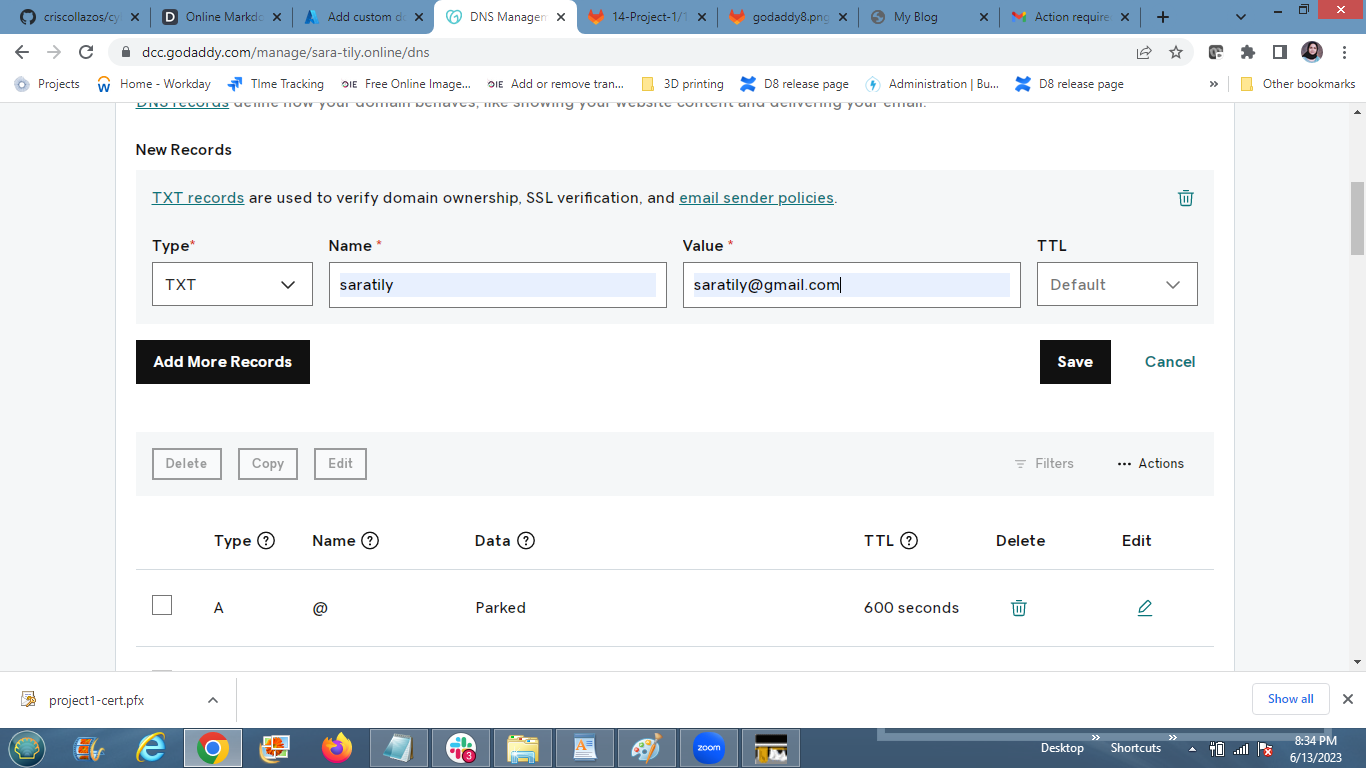 criscollazos/cy
Online Markdo
Add custom d
DNS Managem
14-Project-1/1
godaddy8.png
My Blog
Action require
dcc.godaddy.com/manage/sara-tily.online/dns
Projects
Home - Workday
TIme Tracking
Free Online Image...
Add or remove tran...
3D printing
D8 release page
Administration | Bu...
D8 release page
»
Other bookmarks
DNS records define how your domain behaves, like showing your website content and delivering your email.
New Records
TXT records are used to verify domain ownership, SSL verification, and email sender policies.
Type* Name * Value * TTL
TXT saratily saratily@gmail.com Default
Add More Records Save Cancel
Delete Copy Edit Filters ••• Actions
Type ? Name ? Data ? TTL ? Delete Edit
A @ Parked 600 seconds
project1-cert.pfx Show all
zoom
3
Desktop » Shortcuts »
8:34 PM
6/13/2023